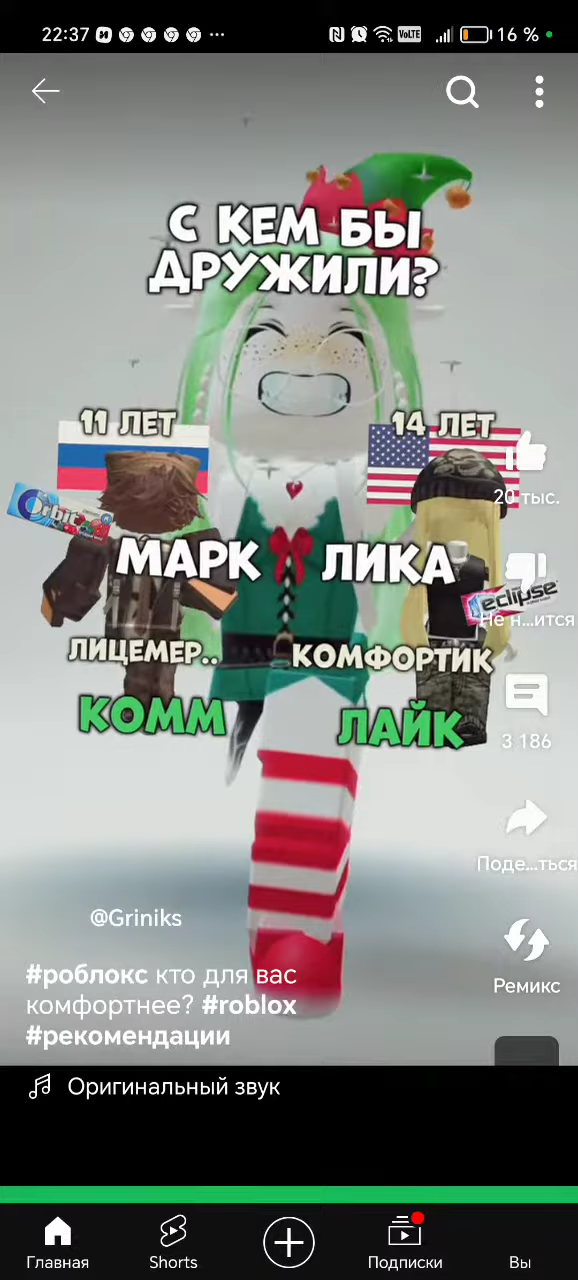 22:37
VoLTE
16 %
С КЕМ БЫ
ДРУЖИЛИ?
11 ЛЕТ
14 ЛЕТ
20 тыс.
Orbit
МАРК
ЛИКА
eclipse
Не н...ится
ЛИЦЕМЕР..
КОМФОРТИК
КОММ
ЛАЙК
3 186
Поде...ться
@Griniks
#роблокс кто для вас
комфортнее? #roblox
#рекомендации
Ремикс
Оригинальный звук
Главная
Shorts
Подписки
Вы